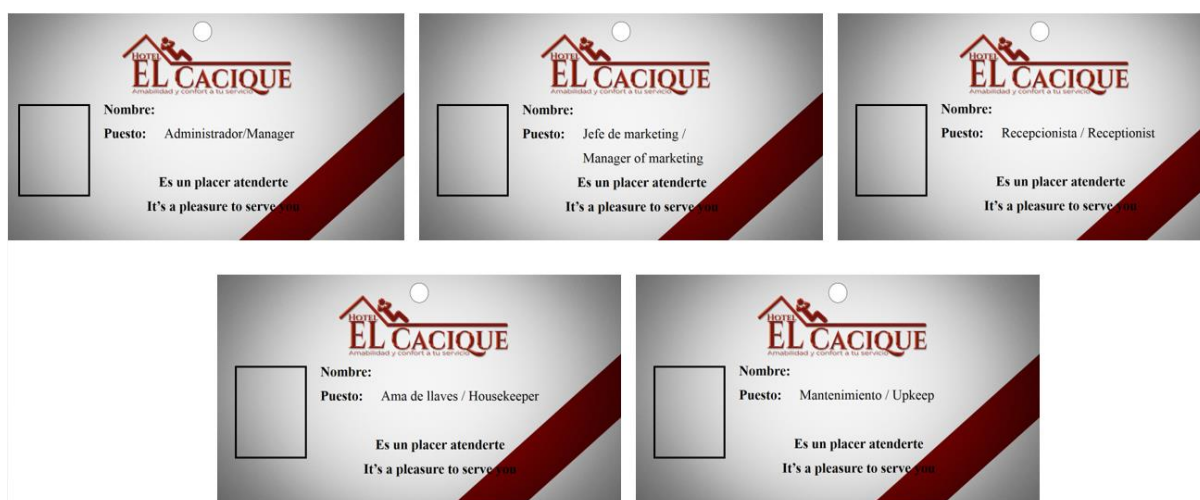 HOTEL
EL CACIQUE
Amabilidad y confort a tu servicio
Nombre:
Puesto: Administrador/Manager
Es un placer atenderte
It's a pleasure to serve you
HOTEL
EL CACIQUE
Amabilidad y confort a tu servicio
Nombre:
Puesto: Jefe de marketing /
Manager of marketing
Es un placer atenderte
It's a pleasure to serve you
HOTEL
EL CACIQUE
Amabilidad y confort a tu servicio
Nombre:
Puesto: Recepcionista / Receptionist
Es un placer atenderte
It's a pleasure to serve you
HOTEL
EL CACIQUE
Amabilidad y confort a tu servicio
Nombre:
Puesto: Ama de llaves / Housekeeper
Es un placer atenderte
It's a pleasure to serve you
HOTEL
EL CACIQUE
Amabilidad y confort a tu servicio
Nombre:
Puesto: Mantenimiento / Upkeep
Es un placer atenderte
It's a pleasure to serve you